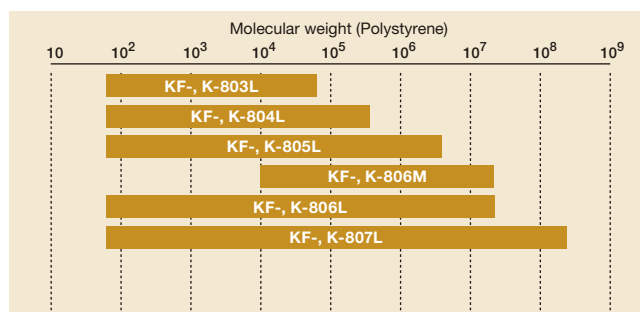 Molecular weight (Polystyrene)
10 10² 10³ 10⁴ 10⁵ 10⁶ 10⁷ 10⁸ 10⁹
KF-, K-803L
KF-, K-804L
KF-, K-805L
KF-, K-806M
KF-, K-806L
KF-, K-807L